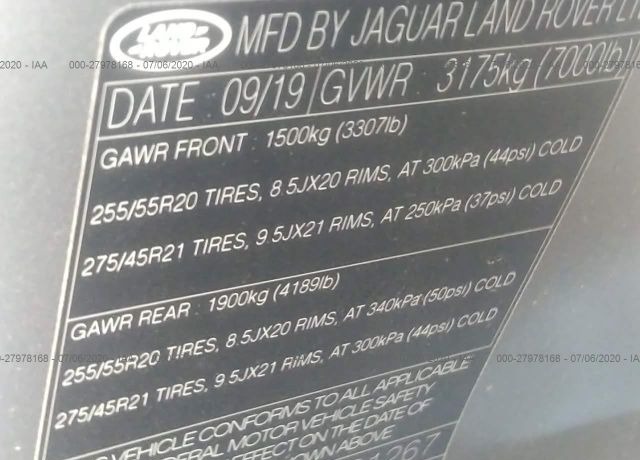 LAND ROVER
MFD BY JAGUAR LAND ROVER
000-27978168 - 07/06/2020 - IAA
DATE : 09/19 GVWR : 3175kg (7000lb)
GAWR FRONT : 1500kg (3307lb)
255/55R20 TIRES, 8.5JX20 RIMS, AT 300kPa (44psi) COLD
275/45R21 TIRES, 9.5JX21 RIMS, AT 250kPa (37psi) COLD
GAWR REAR : 1900kg (4189lb)
255/55R20 TIRES, 8.5JX20 RIMS, AT 340kPa (50psi) COLD
275/45R21 TIRES, 9.5JX21 RIMS, AT 300kPa (44psi) COLD
000-27978168 - 07/06/2020 - IAA
VEHICLE CONFORMS TO ALL APPLICABLE
MOTOR VEHICLE SAFETY
ON THE DATE OF
ABOVE